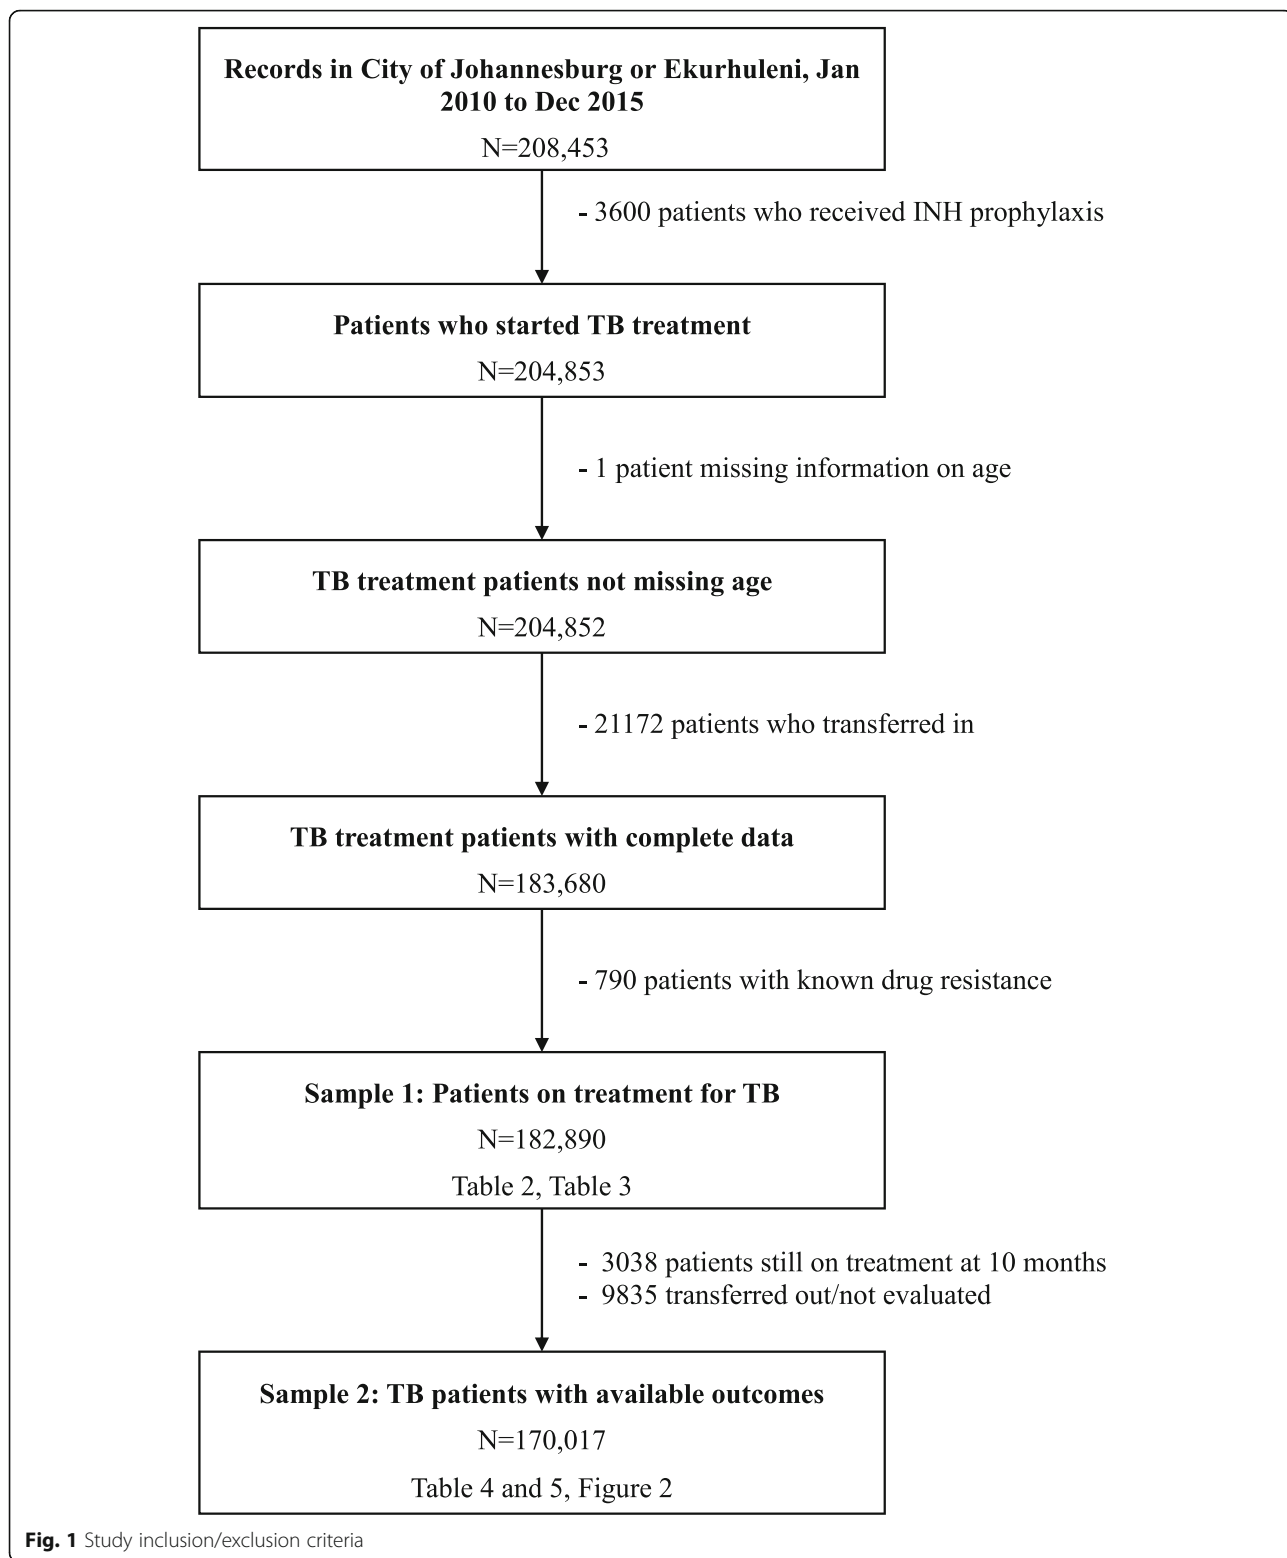 Records in City of Johannesburg or Ekurhuleni, Jan
2010 to Dec 2015
N=208,453
- 3600 patients who received INH prophylaxis
Patients who started TB treatment
N=204,853
- 1 patient missing information on age
TB treatment patients not missing age
N=204,852
- 21172 patients who transferred in
TB treatment patients with complete data
N=183,680
- 790 patients with known drug resistance
Sample 1: Patients on treatment for TB
N=182,890
Table 2, Table 3
- 3038 patients still on treatment at 10 months
- 9835 transferred out/not evaluated
Sample 2: TB patients with available outcomes
N=170,017
Table 4 and 5, Figure 2
Fig. 1 Study inclusion/exclusion criteria